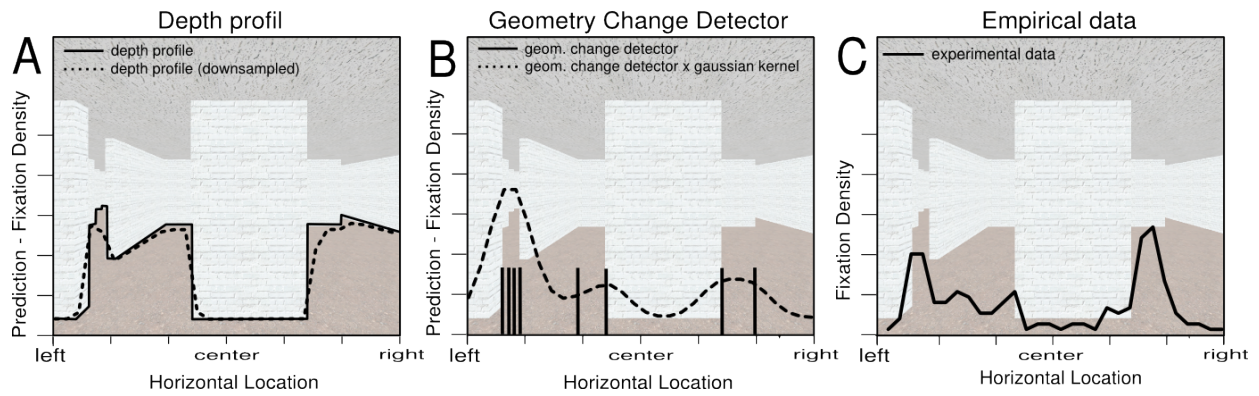 Depth profil
A
depth profile
depth profile (downsampled)
Prediction - Fixation Density
left
center
right
Horizontal Location
Geometry Change Detector
B
geom. change detector
geom. change detector x gaussian kernel
Prediction - Fixation Density
left
center
right
Horizontal Location
Empirical data
C
experimental data
Fixation Density
left
center
right
Horizontal Location